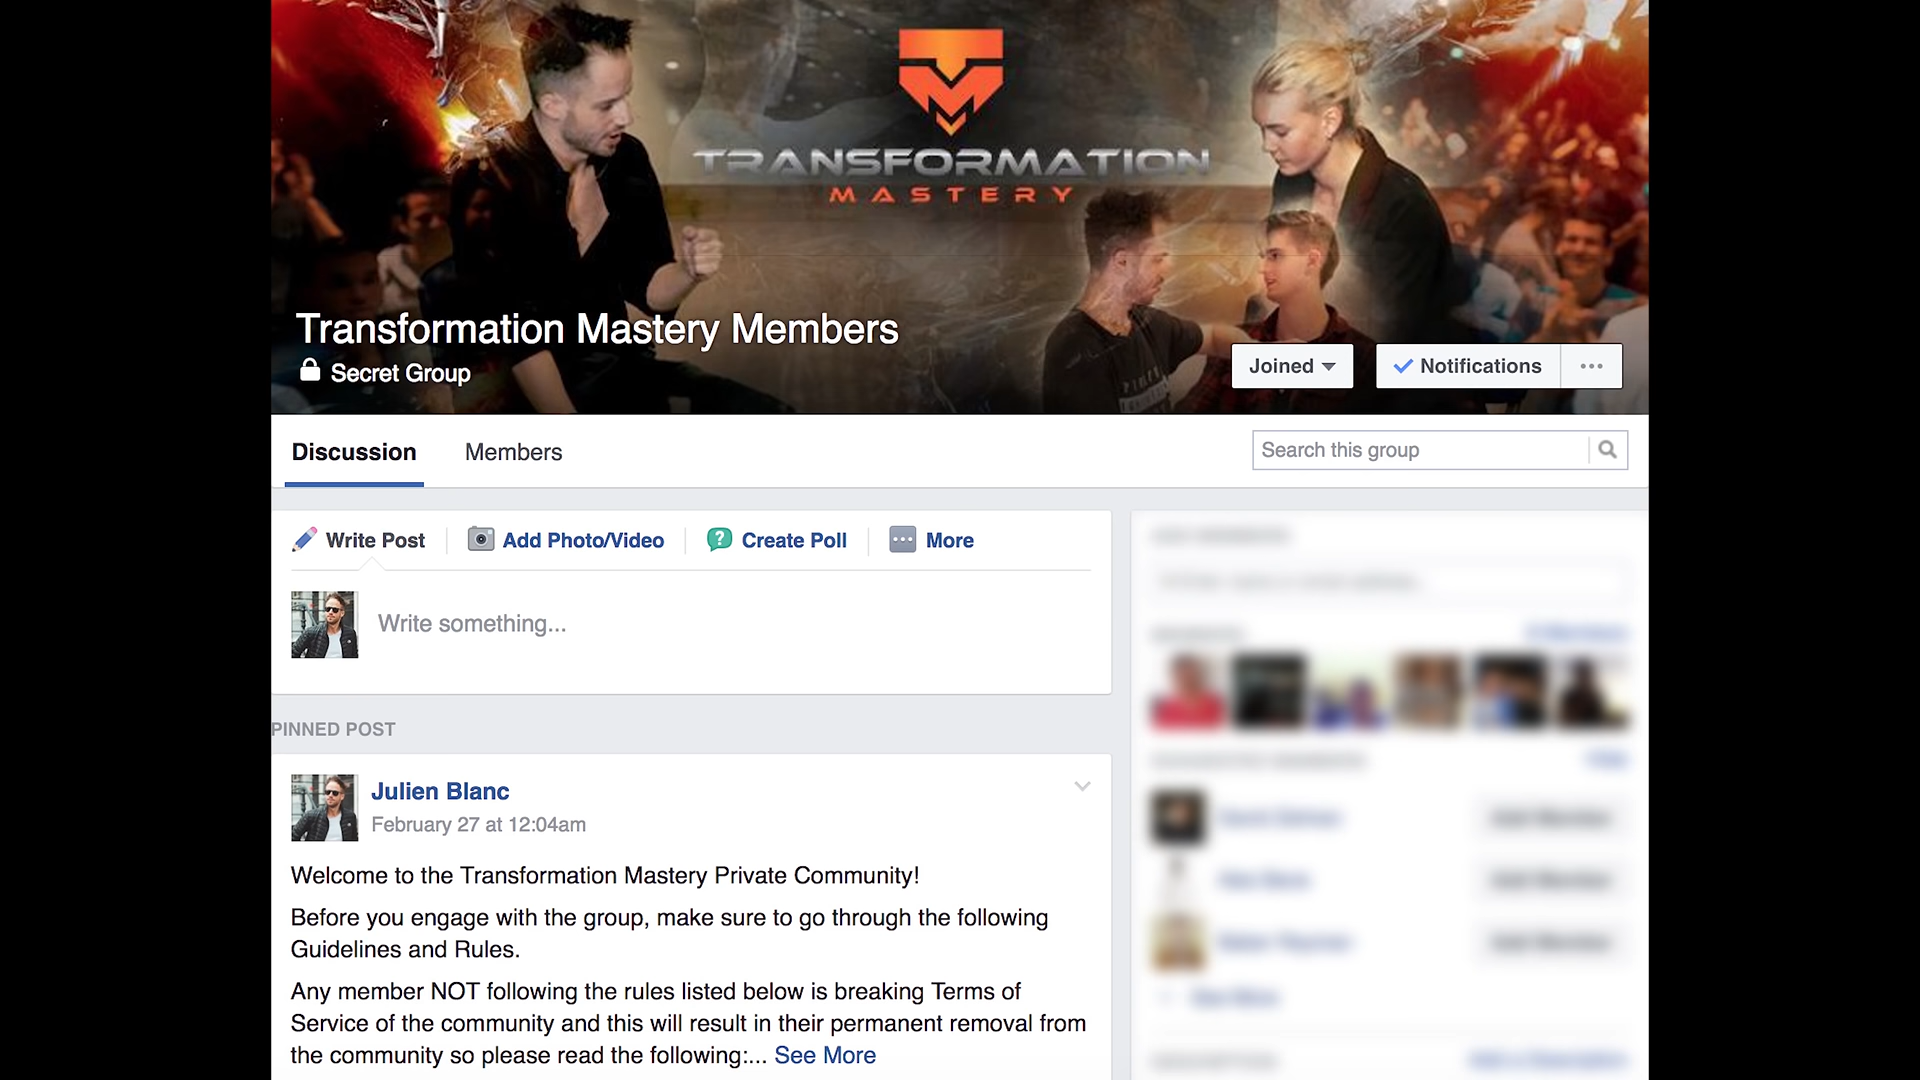 TRANSFORMATION
MASTERY
Transformation Mastery Members
Secret Group
Joined
Notifications
Discussion
Members
Search this group
Write Post
Add Photo/Video
Create Poll
More
Write something...
PINNED POST
Julien Blanc
February 27 at 12:04am
Welcome to the Transformation Mastery Private Community!
Before you engage with the group, make sure to go through the following
Guidelines and Rules.
Any member NOT following the rules listed below is breaking Terms of
Service of the community and this will result in their permanent removal from
the community so please read the following:... See More